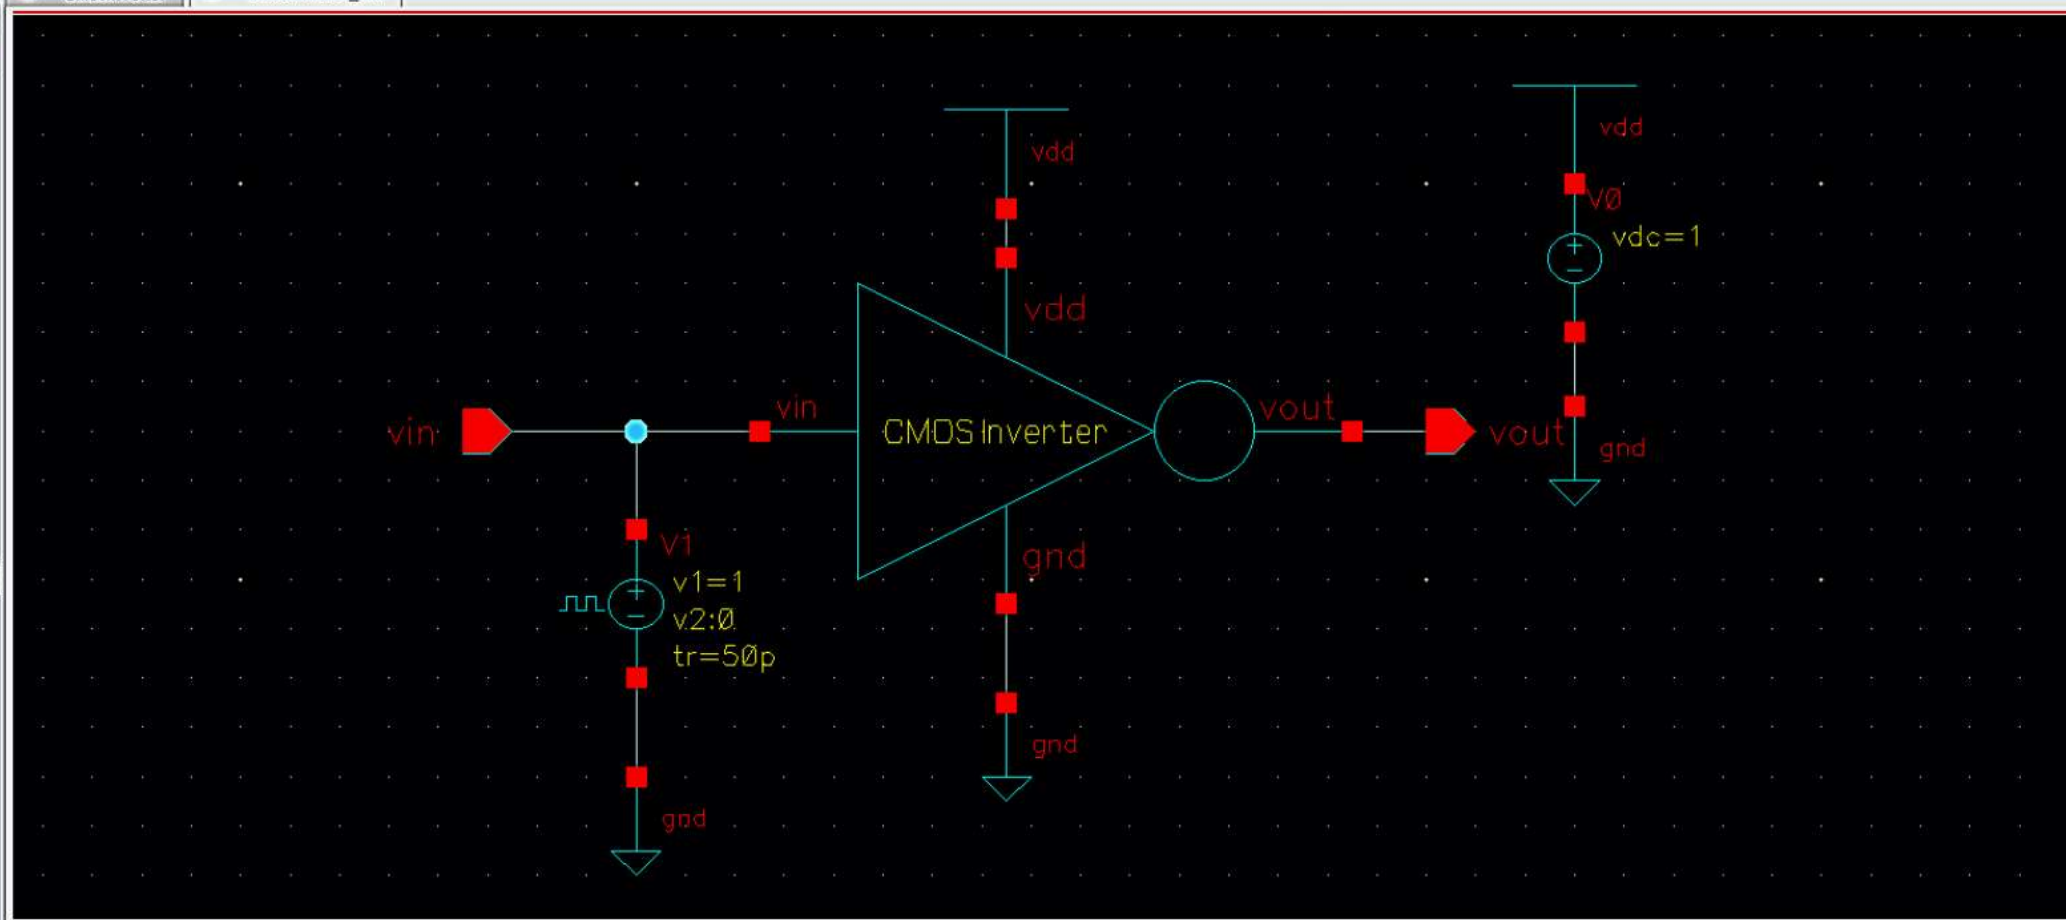 vdd
vdd
V0
vdc=1
vdd
vin
vin
CMOS Inverter
vout
vout
gnd
V1
gnd
v1=1
v2:0
tr=50p
gnd
gnd